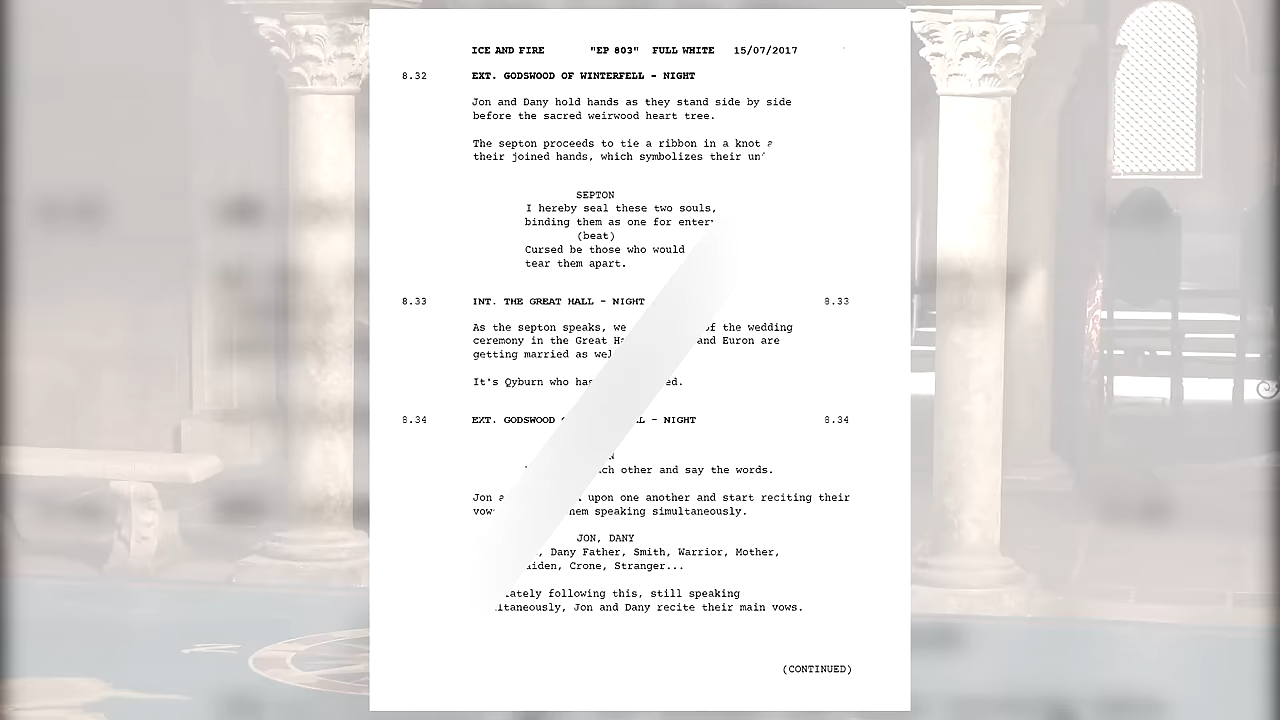 ICE AND FIRE "EP 803" FULL WHITE 15/07/2017
8.32 EXT. GODSWOOD OF WINTERFELL - NIGHT
Jon and Dany hold hands as they stand side by side
before the sacred weirwood heart tree.
The septon proceeds to tie a ribbon in a knot
their joined hands, which symbolizes their
SEPTON
I hereby seal these two souls,
binding them as one for
(beat)
Cursed be those who would
tear them apart.
8.33 INT. THE GREAT HALL - NIGHT 8.33
As the septon speaks, we of the wedding
ceremony in the Great and Euron are
getting married as
It's Qyburn who
8.34 EXT. GODSWOOD - NIGHT 8.34
other and say the words.
Jon upon one another and start reciting their
speaking simultaneously.
JON, DANY
Dany Father, Smith, Warrior, Mother,
Crone, Stranger...
following this, still speaking
Jon and Dany recite their main vows.
(CONTINUED)